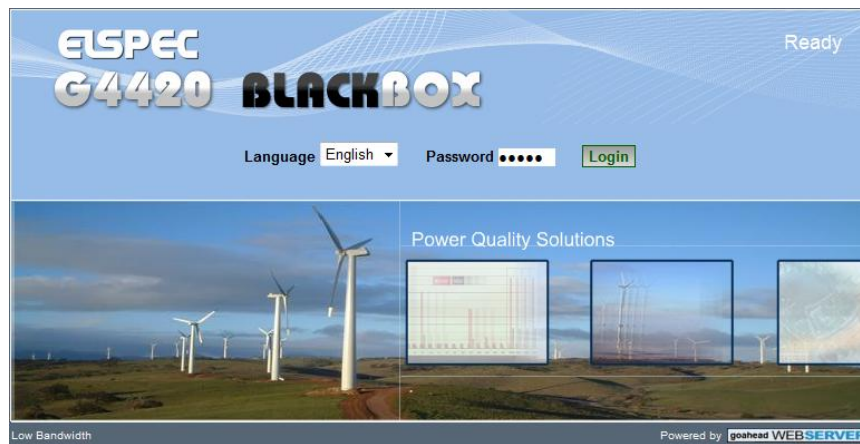 ELSPEC
G4420 BLACKBOX
Ready
Language English Password ●●●●● Login
Power Quality Solutions
Low Bandwidth
Powered by goahead WEBSERVER